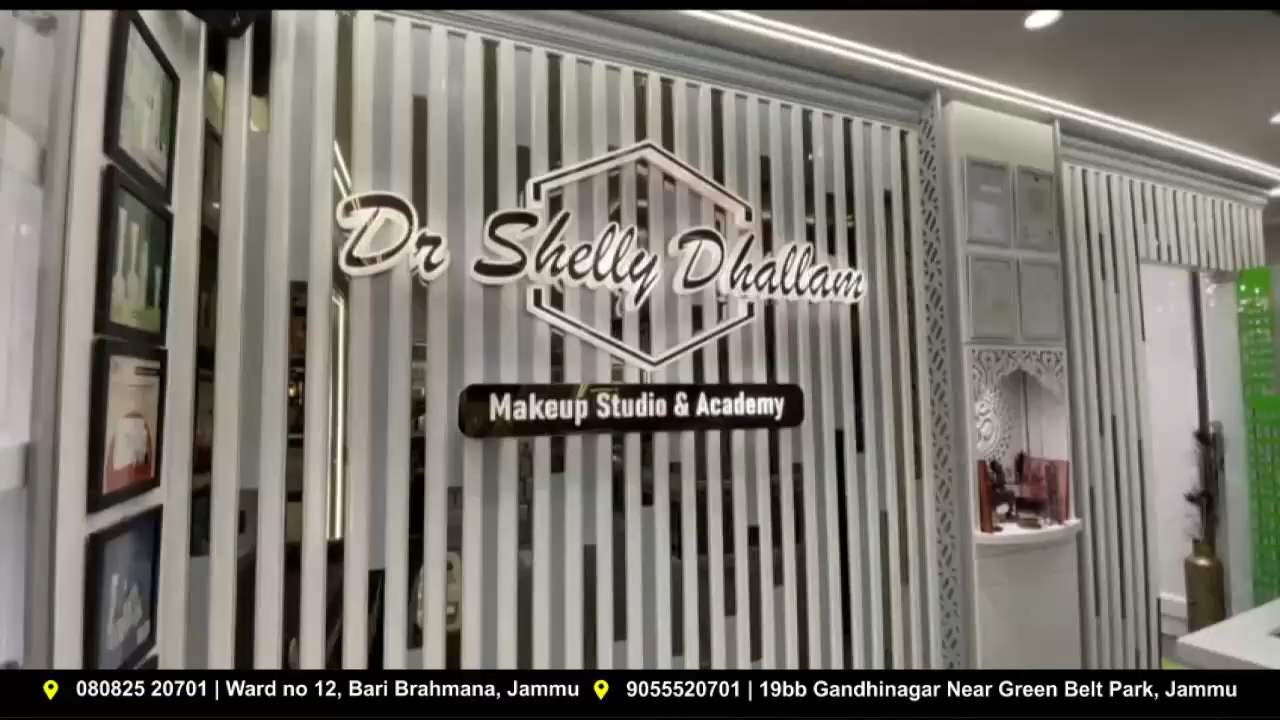 Dr Shelly Dhallam
Makeup Studio & Academy
080825 20701 | Ward no 12, Bari Brahmana, Jammu 9055520701 | 19bb Gandhinagar Near Green Belt Park, Jammu